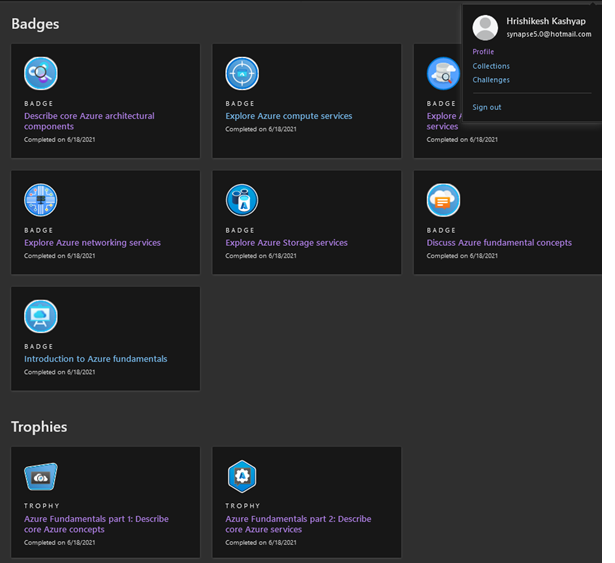 Badges
Hrishikesh Kashyap
synapse5.0@hotmail.com
Profile
Collections
Challenges
Sign out
BADGE
Describe core Azure architectural
components
Completed on 6/18/2021
BADGE
Explore Azure compute services
Completed on 6/18/2021
BADGE
Explore
services
Completed on 6/18/2021
BADGE
Explore Azure networking services
Completed on 6/18/2021
BADGE
Explore Azure Storage services
Completed on 6/18/2021
BADGE
Discuss Azure fundamental concepts
Completed on 6/18/2021
BADGE
Introduction to Azure fundamentals
Completed on 6/18/2021
Trophies
TROPHY
Azure Fundamentals part 1: Describe
core Azure concepts
Completed on 6/18/2021
TROPHY
Azure Fundamentals part 2: Describe
core Azure services
Completed on 6/18/2021